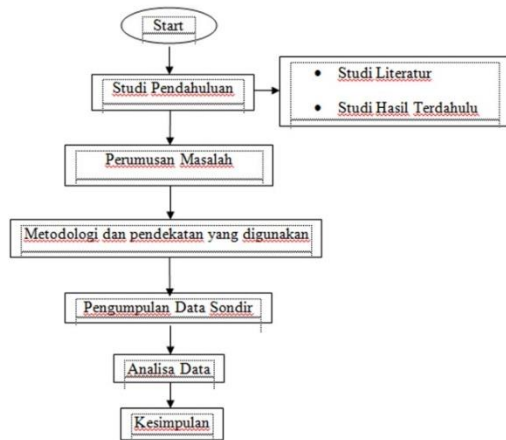 Start
Studi Pendahuluan
• Studi Literatur
• Studi Hasil Terdahulu
Perumusan Masalah
Metodologi dan pendekatan yang digunakan
Pengumpulan Data Sondir
Analisa Data
Kesimpulan